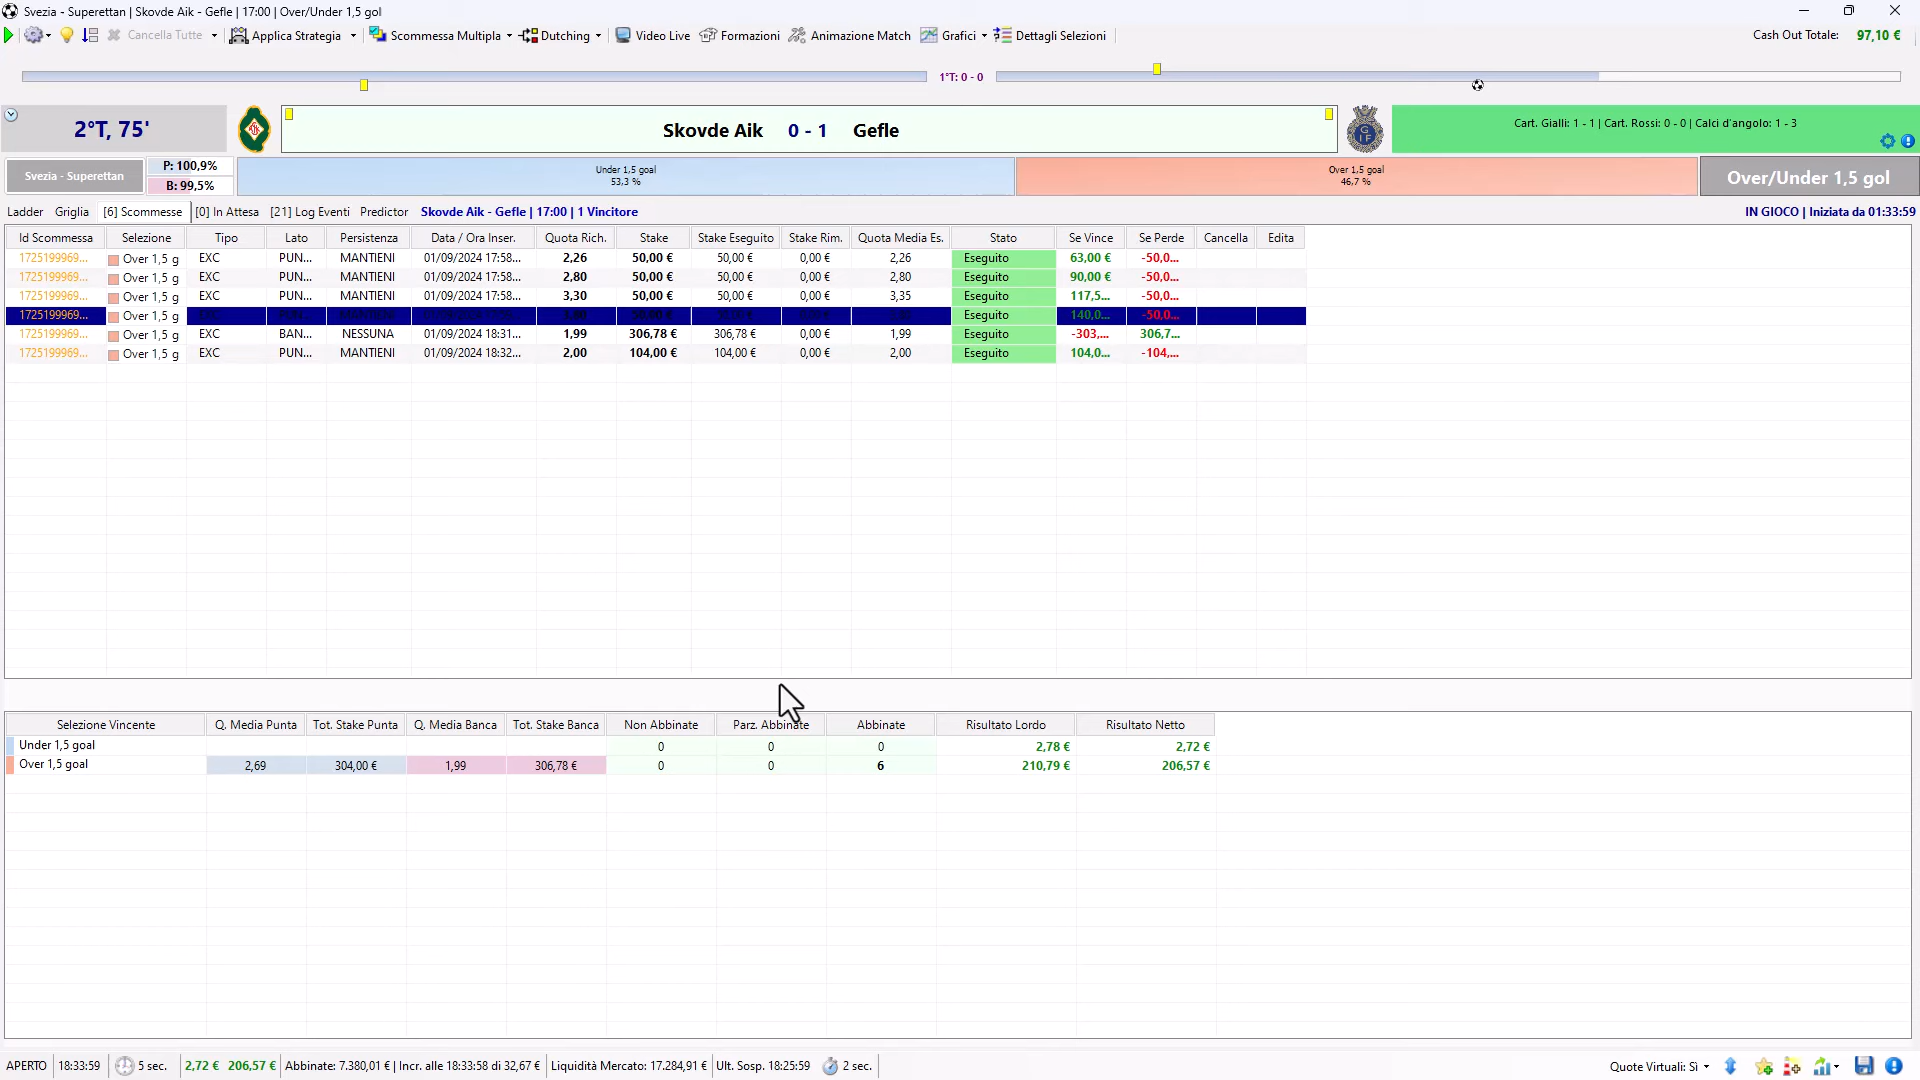 Svezia - Superettan | Skovde Aik - Gefle | 17:00 | Over/Under 1,5 gol
Cancella Tutte Applica Strategia Scommessa Multipla Dutching Video Live Formazioni Animazione Match Grafici Dettagli Selezioni Cash Out Totale: 97,10 €
1°T: 0 - 0
2°T, 75' Skovde Aik 0 - 1 Gefle Cart. Gialli: 1 - 1 | Cart. Rossi: 0 - 0 | Calci d'angolo: 1 - 3
Svezia - Superettan P: 100,9% Under 1,5 goal Over 1,5 goal Over/Under 1,5 gol
B: 99,5% 53,3 % 46,7 %
Ladder Griglia [6] Scommesse [0] In Attesa [21] Log Eventi Predictor Skovde Aik - Gefle | 17:00 | 1 Vincitore IN GIOCO | Iniziata da 01:33:59
Id Scommessa Selezione Tipo Lato Persistenza Data / Ora Inser. Quota Rich. Stake Stake Eseguito Stake Rim. Quota Media Es. Stato Se Vince Se Perde Cancella Edita
1725199969... Over 1,5 g EXC PUN... MANTIENI 01/09/2024 17:58... 2,26 50,00 € 50,00 € 0,00 € 2,26 Eseguito 63,00 € -50,0...
1725199969... Over 1,5 g EXC PUN... MANTIENI 01/09/2024 17:58... 2,80 50,00 € 50,00 € 0,00 € 2,80 Eseguito 90,00 € -50,0...
1725199969... Over 1,5 g EXC PUN... MANTIENI 01/09/2024 17:58... 3,30 50,00 € 50,00 € 0,00 € 3,35 Eseguito 117,5... -50,0...
1725199969... Over 1,5 g EXC PUN... MANTIENI 50,00 € 50,00 € 0,00 € Eseguito 140,0... -50,0...
1725199969... Over 1,5 g EXC BAN... NESSUNA 01/09/2024 18:31... 1,99 306,78 € 306,78 € 0,00 € 1,99 Eseguito -303,... 306,7...
1725199969... Over 1,5 g EXC PUN... MANTIENI 01/09/2024 18:32... 2,00 104,00 € 104,00 € 0,00 € 2,00 Eseguito 104,0... -104,...
Selezione Vincente Q. Media Punta Tot. Stake Punta Q. Media Banca Tot. Stake Banca Non Abbinate Parz. Abbinate Abbinate Risultato Lordo Risultato Netto
Under 1,5 goal 0 0 0 2,78 € 2,72 €
Over 1,5 goal 2,69 304,00 € 1,99 306,78 € 0 0 6 210,79 € 206,57 €
APERTO 18:33:59 5 sec. 2,72 € 206,57 € Abbinate: 7.380,01 € | Incr. alle 18:33:58 di 32,67 € Liquidità Mercato: 17.284,91 € Ult. Sosp. 18:25:59 2 sec. Quote Virtuali: Sì